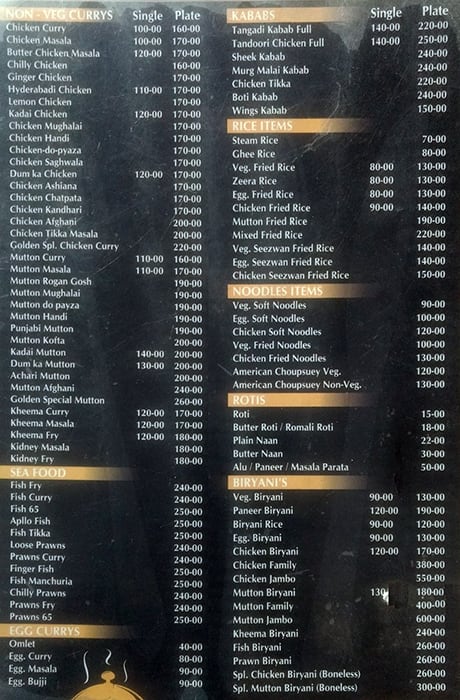 NON - VEG CURRYS Single Plate
Chicken Curry 100-00 160-00
Chicken Masala 100-00 170-00
Butter Chicken Masala 120-00 170-00
Chilly Chicken 160-00
Ginger Chicken 170-00
Hyderabadi Chicken 110-00 170-00
Lemon Chicken 170-00
Kadai Chicken 120-00 170-00
Chicken Mughalai 170-00
Chicken Handi 170-00
Chicken-do-pyaza 170-00
Chicken Saghwala 170-00
Dum ka Chicken 120-00 170-00
Chicken Ashiana 170-00
Chicken Chatpata 170-00
Chicken Kandhari 170-00
Chicken Afghani 200-00
Chicken Tikka Masala 200-00
Golden Spl. Chicken Curry 220-00
Mutton Curry 110-00 160-00
Mutton Masala 110-00 170-00
Mutton Rogan Gosh 190-00
Mutton Mughalai 190-00
Mutton do payza 190-00
Mutton Handi 190-00
Punjabi Mutton 190-00
Mutton Kofta 200-00
Kadai Mutton 140-00 200-00
Dum ka Mutton 130-00 200-00
Achari Mutton 200-00
Mutton Afghani 240-00
Golden Special Mutton 260-00
Kheema Curry 120-00 170-00
Kheema Masala 120-00 170-00
Kheema Fry 120-00 180-00
Kidney Masala 180-00
Kidney Fry 180-00
SEA FOOD
Fish Fry 240-00
Fish Curry 240-00
Fish 65 250-00
Apllo Fish 250-00
Fish Tikka 250-00
Loose Prawns 240-00
Prawns Curry 240-00
Finger Fish 250-00
Fish Manchuria 250-00
Chilly Prawns 240-00
Prawns Fry 240-00
Prawns 65 250-00
EGG CURRYS
Omlet 40-00
Egg. Curry 80-00
Egg. Masala 90-00
Egg. Bujji 90-00
KABABS Single Plate
Tangadi Kabab Full 140-00 220-00
Tandoori Chicken Full 140-00 250-00
Sheek Kabab 240-00
Murg Malai Kabab 240-00
Chicken Tikka 220-00
Boti Kabab 240-00
Wings Kabab 150-00
RICE ITEMS
Steam Rice 70-00
Ghee Rice 80-00
Veg. Fried Rice 80-00 130-00
Zeera Rice 80-00 130-00
Egg. Fried Rice 80-00 130-00
Chicken Fried Rice 90-00 140-00
Mutton Fried Rice 190-00
Mixed Fried Rice 220-00
Veg. Seezwan Fried Rice 140-00
Egg. Seezwan Fried Rice 140-00
Chicken Seezwan Fried Rice 150-00
NOODLES ITEMS
Veg. Soft Noodles 90-00
Egg. Soft Noodles 100-00
Chicken Soft Noodles 120-00
Veg. Fried Noodles 100-00
Chicken Fried Noodles 130-00
American Choupsuey Veg. 120-00
American Choupsuey Non-Veg. 130-00
ROTIS
Roti 15-00
Butter Roti / Romali Roti 18-00
Plain Naan 22-00
Butter Naan 30-00
Alu / Paneer / Masala Parata 50-00
BIRYANI'S
Veg. Biryani 90-00 130-00
Paneer Biryani 120-00 190-00
Biryani Rice 90-00 120-00
Egg. Biryani 90-00 130-00
Chicken Biryani 120-00 170-00
Chicken Family 380-00
Chicken Jambo 550-00
Mutton Biryani 130 180-00
Mutton Family 400-00
Mutton Jambo 600-00
Kheema Biryani 240-00
Fish Biryani 260-00
Prawn Biryani 260-00
Spl. Chicken Biryani (Boneless) 260-00
Spl. Mutton Biryani (Boneless) 300-00